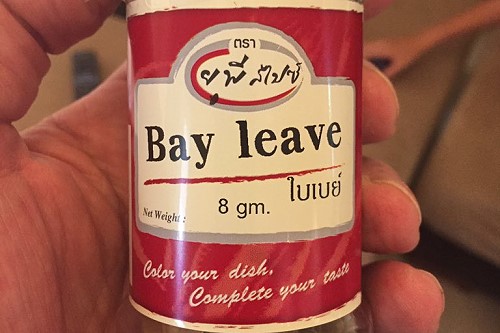 ตรา
ยูพี สไปซ์
Bay leave
ใบเบย์
Net Weight : 8 gm.
Color your dish,
Complete your taste